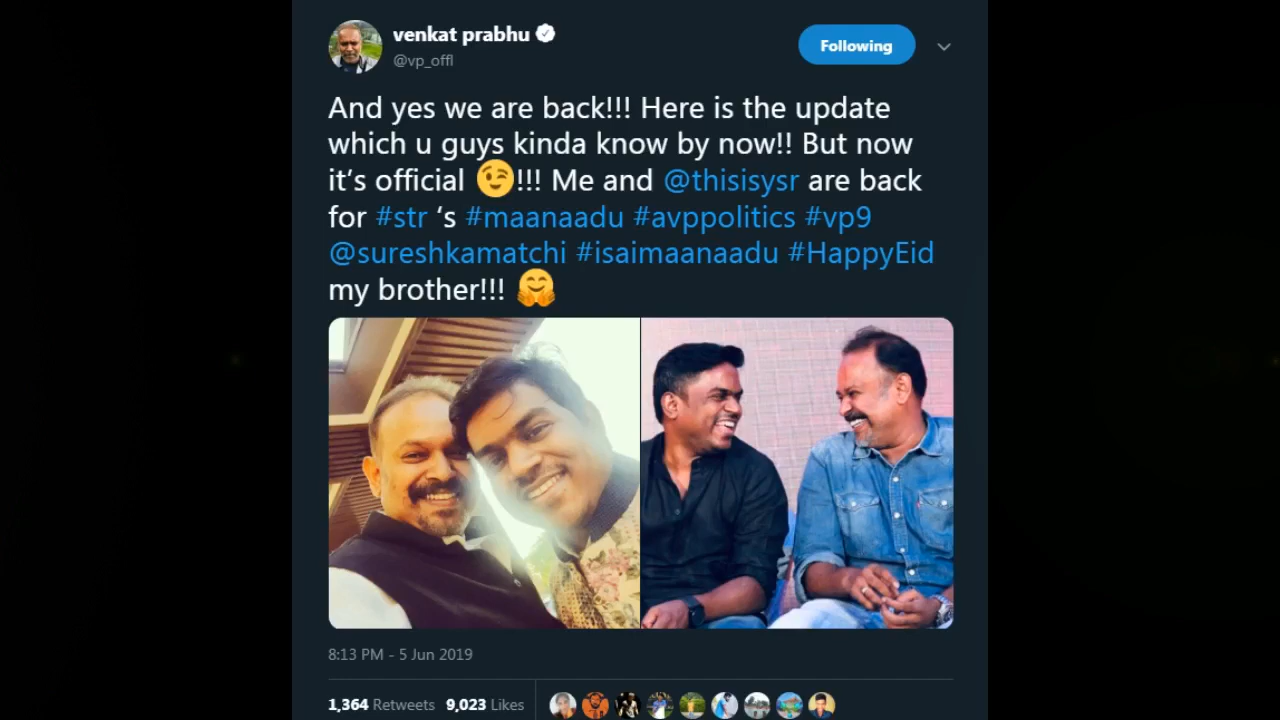 venkat prabhu
@vp_offl
Following
And yes we are back!!! Here is the update
which u guys kinda know by now!! But now
it's official 😉!!! Me and @thisisysr are back
for #str 's #maanaadu #avppolitics #vp9
@sureshkamatchi #isaimaanaadu #HappyEid
my brother!!! 🤗
8:13 PM - 5 Jun 2019
1,364 Retweets 9,023 Likes